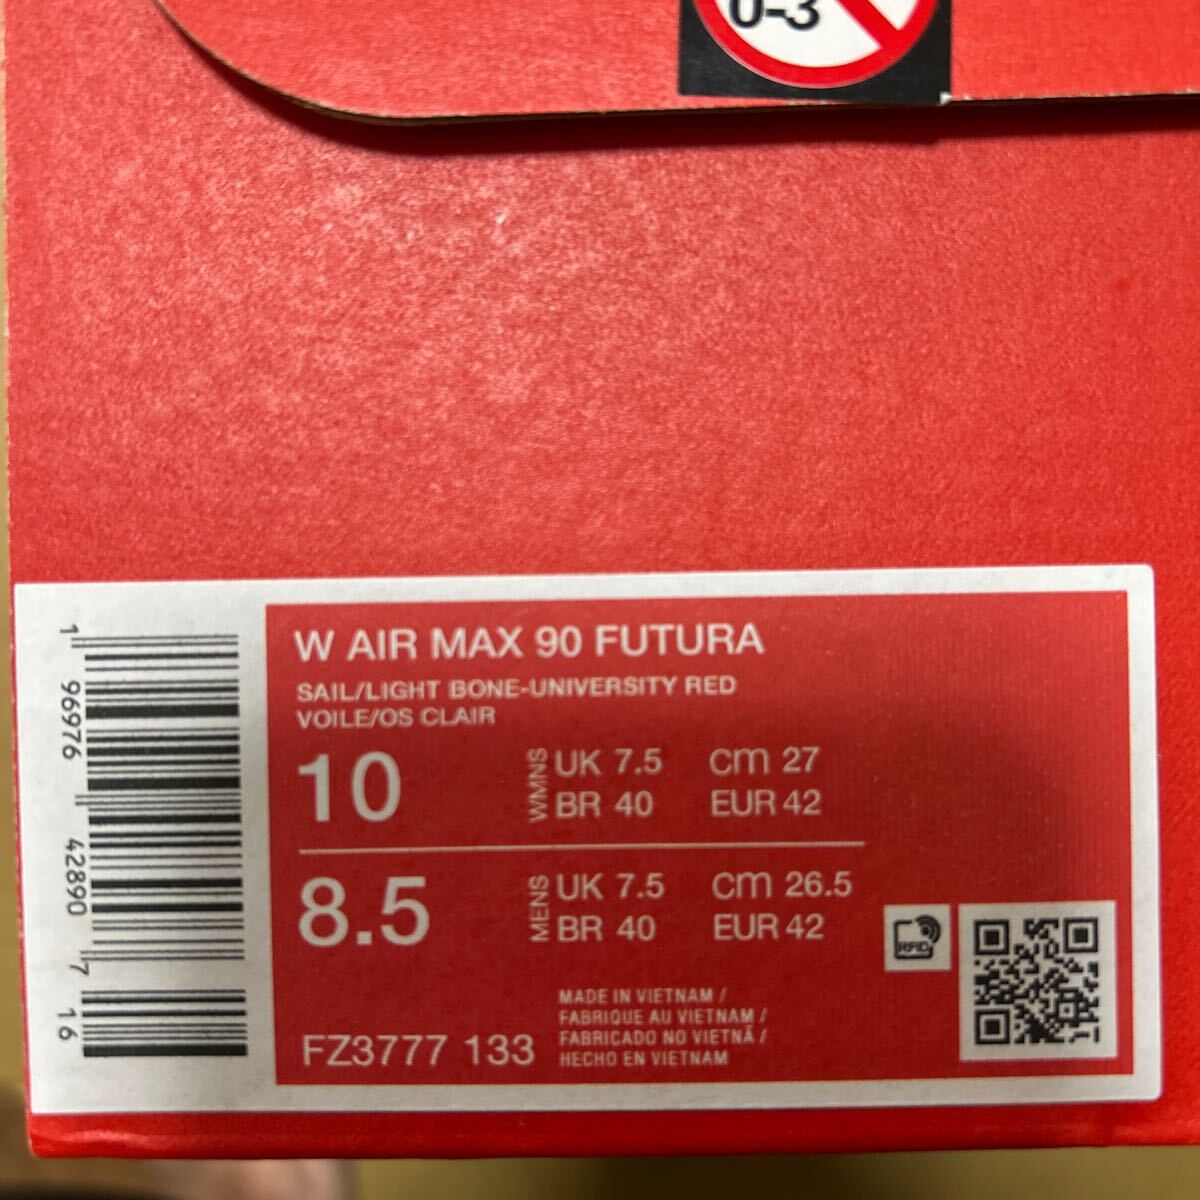 0-3
W AIR MAX 90 FUTURA
SAIL/LIGHT BONE-UNIVERSITY RED
VOILE/OS CLAIR
10 WMNS UK 7.5 CM 27
BR 40 EUR 42
8.5 MENS UK 7.5 CM 26.5
BR 40 EUR 42
FZ3777 133
MADE IN VIETNAM /
FABRIQUE AU VIETNAM /
FABRICADO NO VIETNÃ /
HECHO EN VIETNAM
RFID
1 96976 42890 7 16